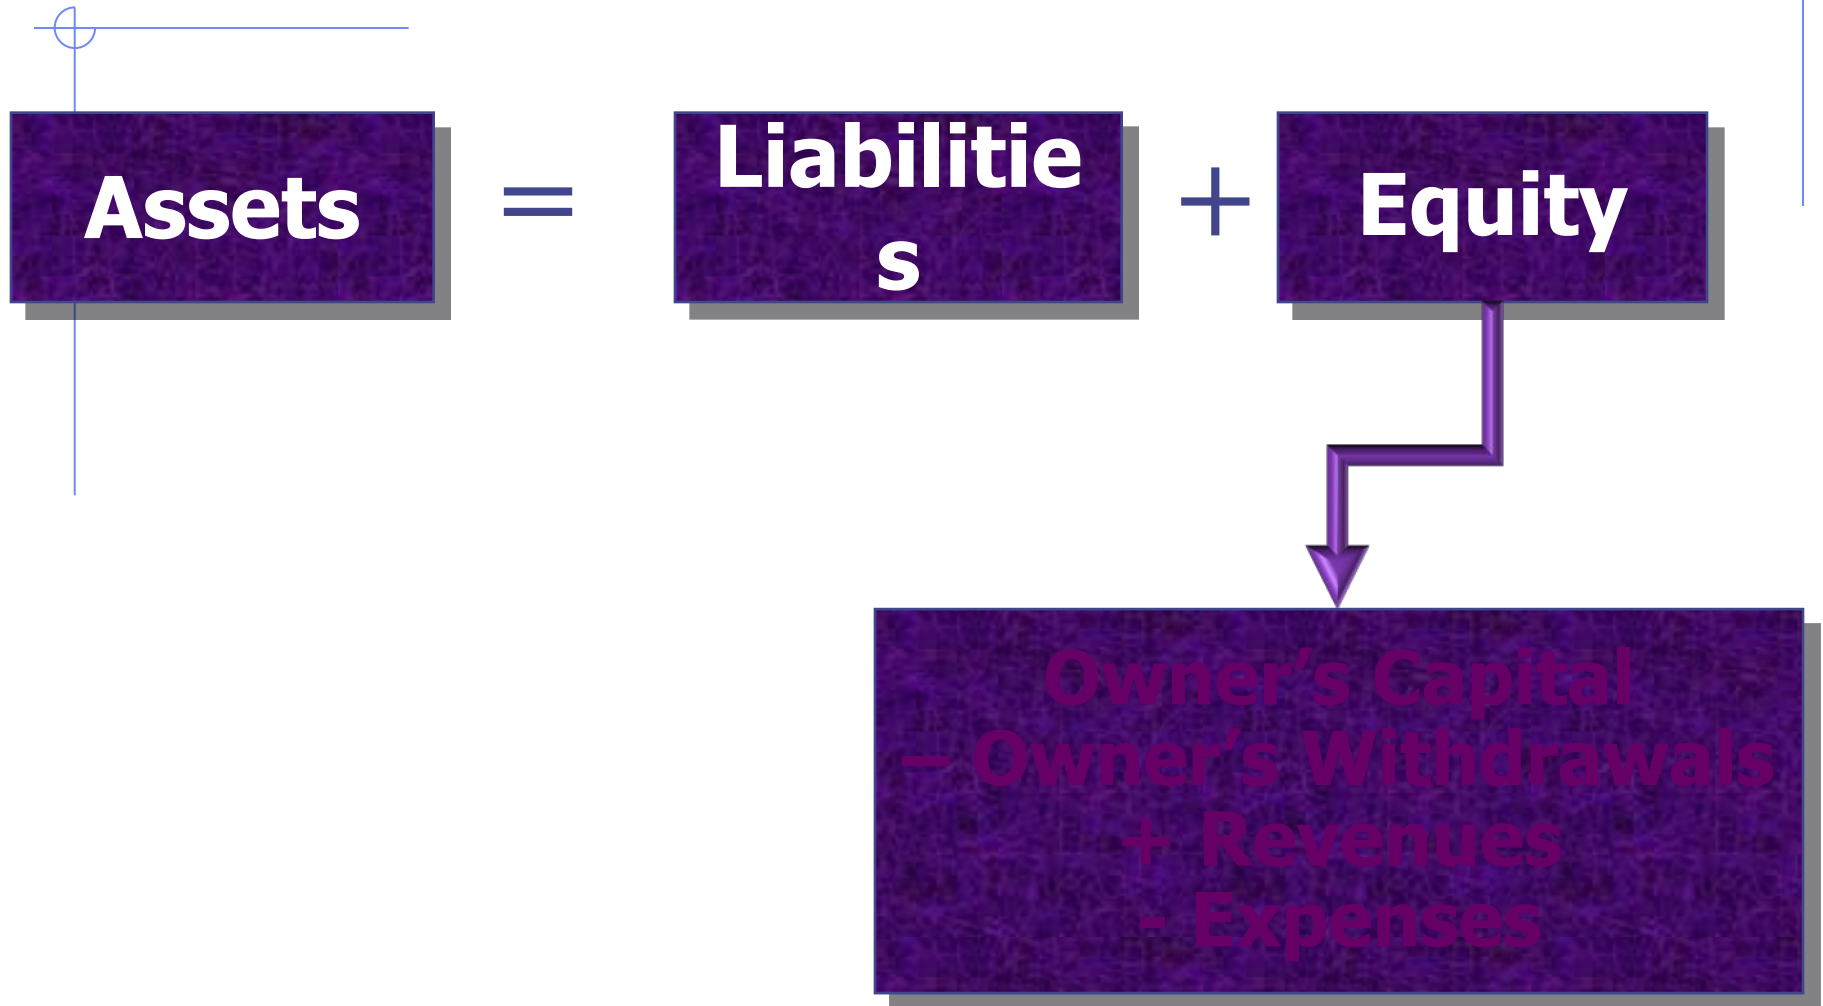 Assets = Liabilitie + Equity
s
Owner’s Capital
– Owner’s Withdrawals
+ Revenues
- Expenses